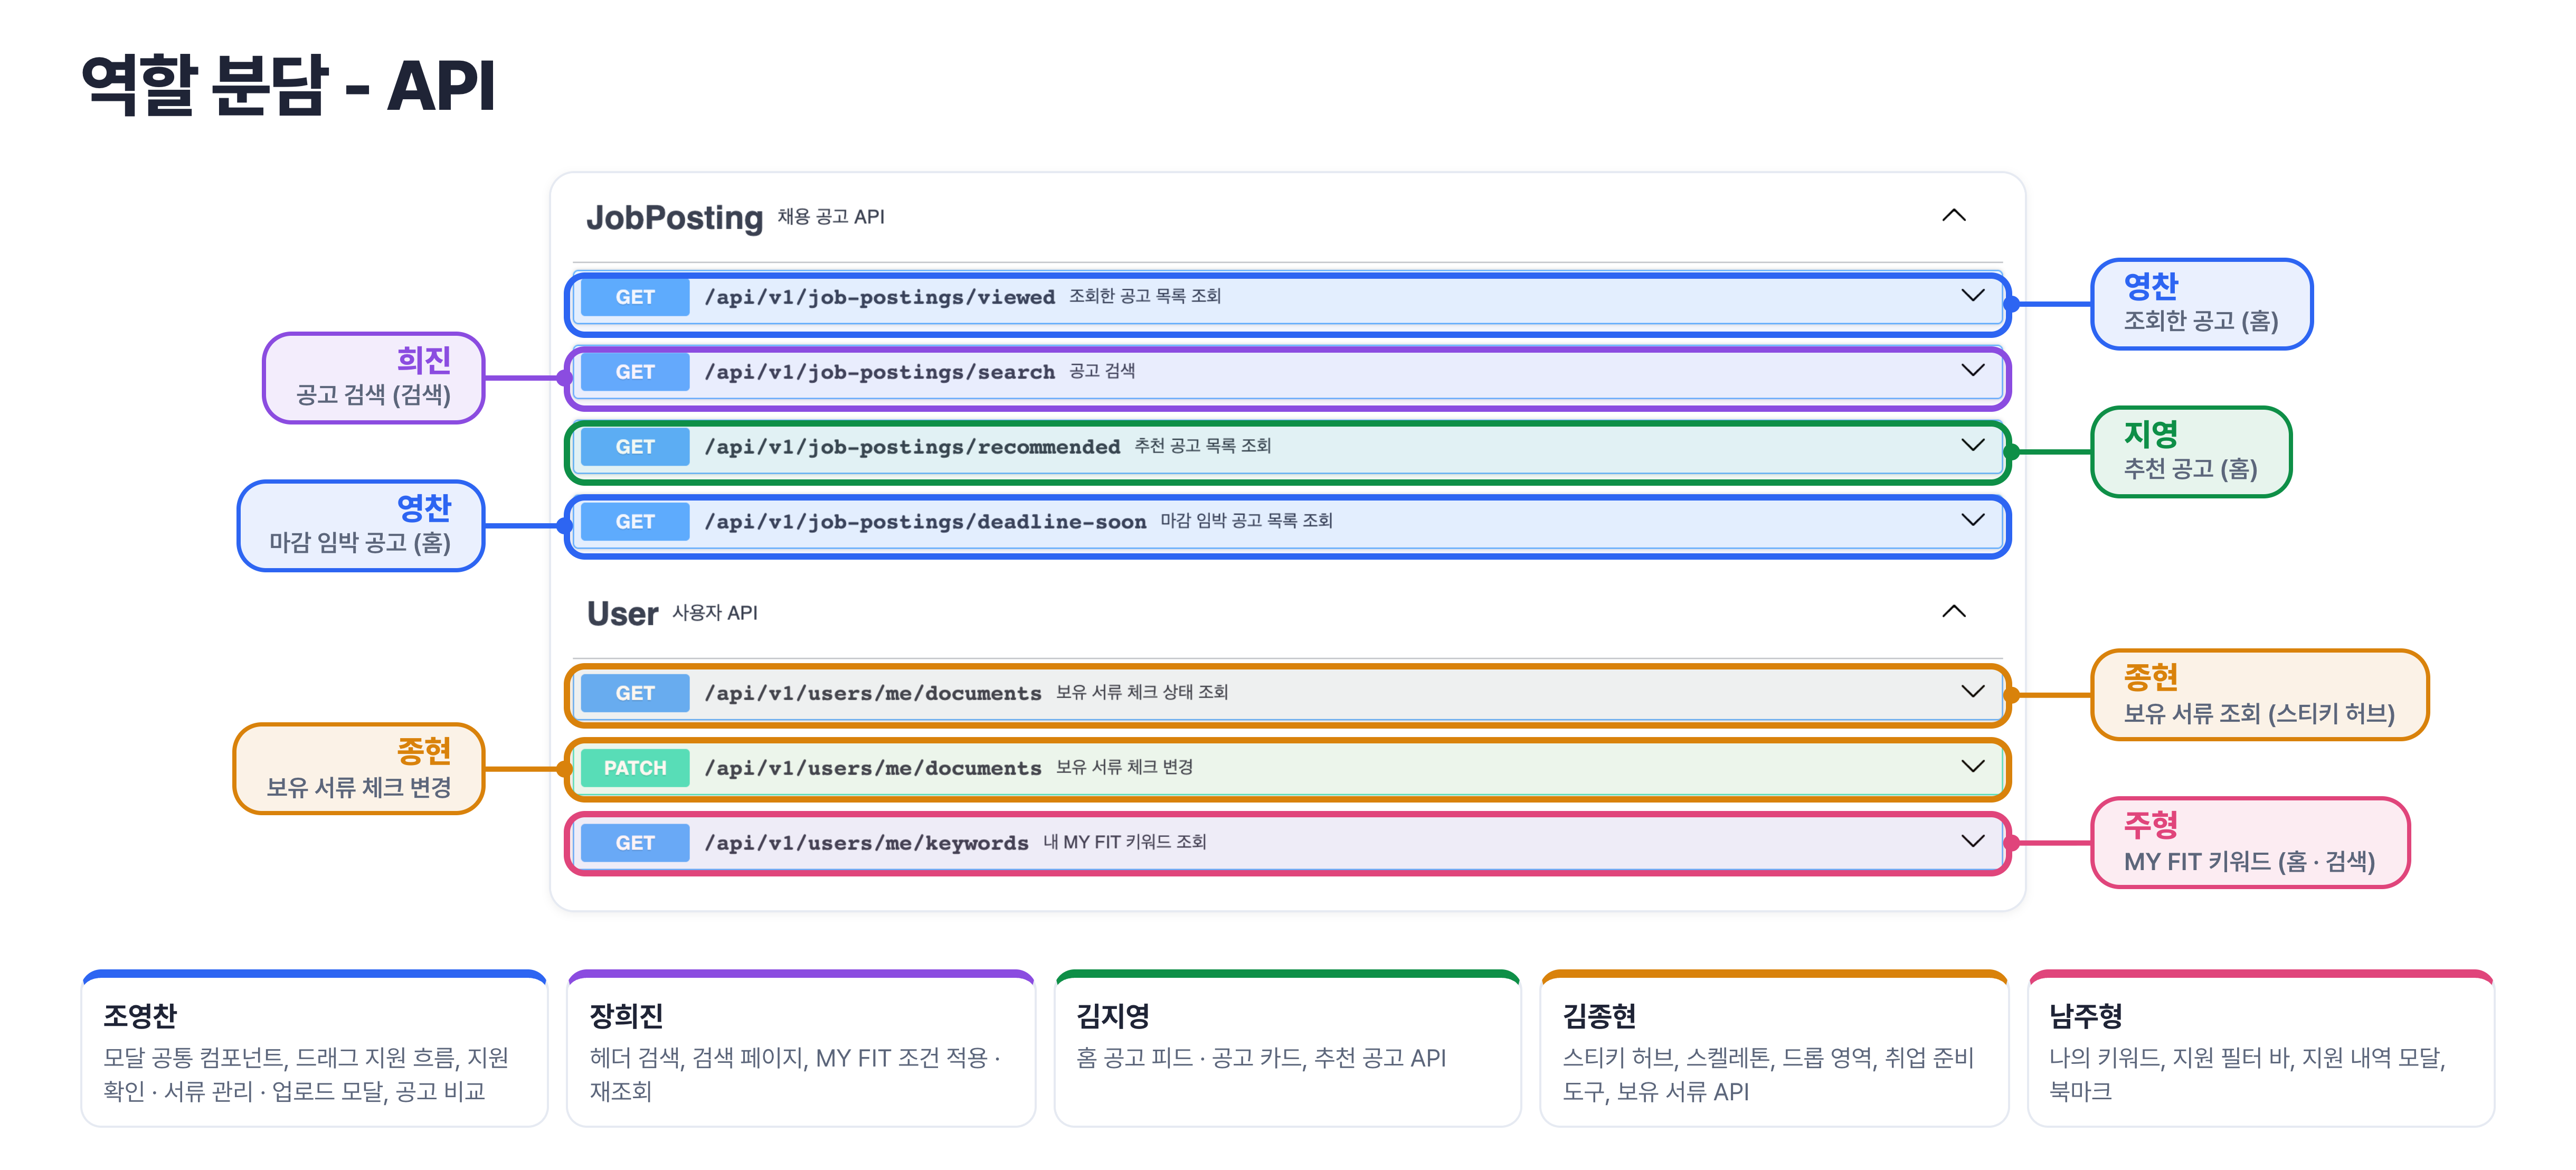 역할 분담 - API
JobPosting 채용 공고 API
GET /api/v1/job-postings/viewed 조회한 공고 목록 조회
영찬
조회한 공고 (홈)
희진
공고 검색 (검색)
GET /api/v1/job-postings/search 공고 검색
GET /api/v1/job-postings/recommended 추천 공고 목록 조회
지영
추천 공고 (홈)
영찬
마감 임박 공고 (홈)
GET /api/v1/job-postings/deadline-soon 마감 임박 공고 목록 조회
User 사용자 API
GET /api/v1/users/me/documents 보유 서류 체크 상태 조회
종현
보유 서류 조회 (스티키 허브)
종현
보유 서류 체크 변경
PATCH /api/v1/users/me/documents 보유 서류 체크 변경
GET /api/v1/users/me/keywords 내 MY FIT 키워드 조회
주형
MY FIT 키워드 (홈 · 검색)
조영찬
모달 공통 컴포넌트, 드래그 지원 흐름, 지원
확인 · 서류 관리 · 업로드 모달, 공고 비교
장희진
헤더 검색, 검색 페이지, MY FIT 조건 적용 ·
재조회
김지영
홈 공고 피드 · 공고 카드, 추천 공고 API
김종현
스티키 허브, 스켈레톤, 드롭 영역, 취업 준비
도구, 보유 서류 API
남주형
나의 키워드, 지원 필터 바, 지원 내역 모달,
북마크